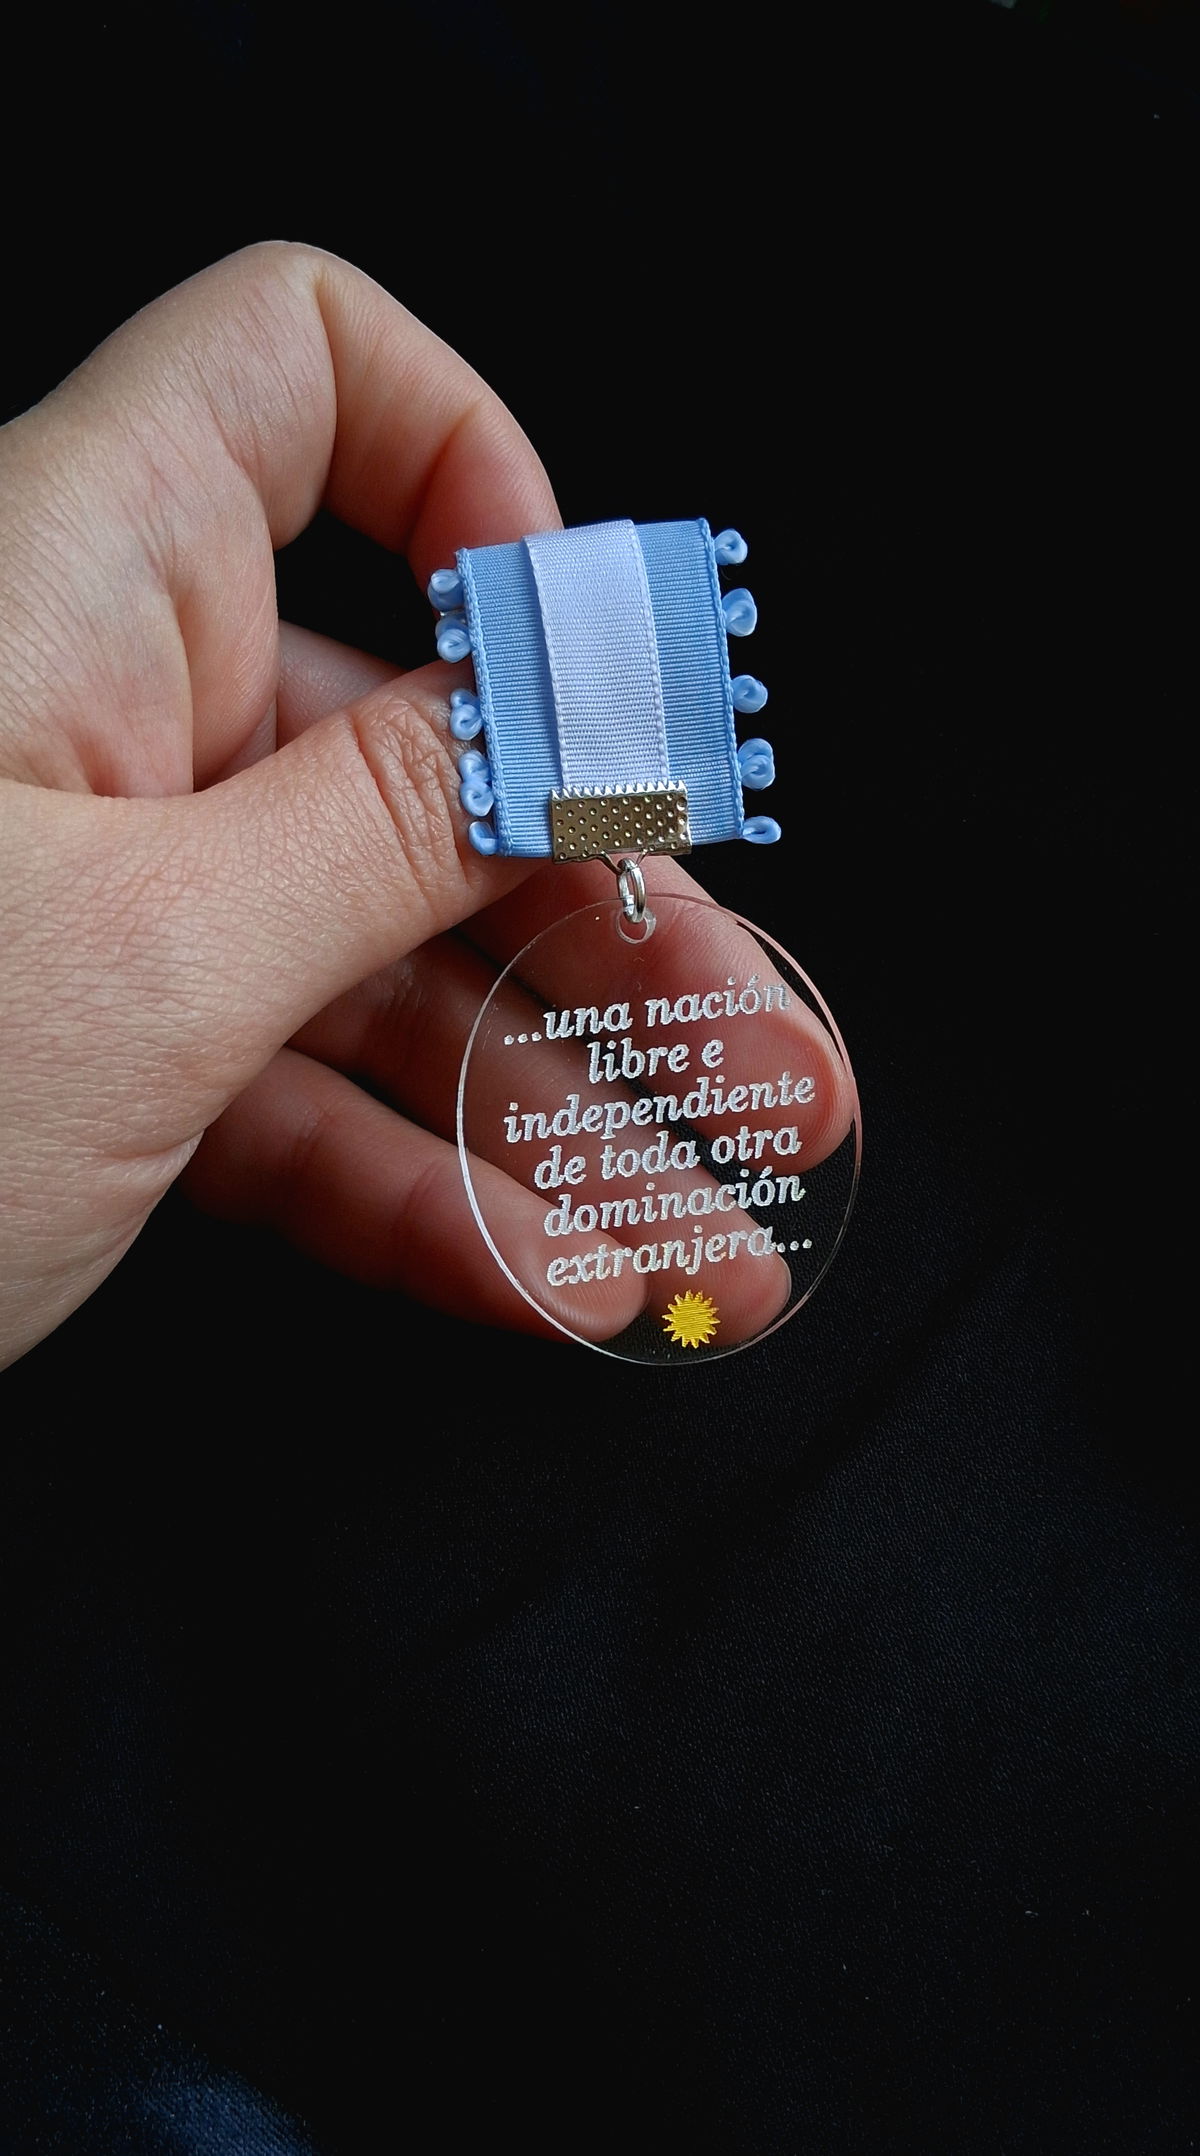 ...una nación
libre e
independiente
de toda otra
dominación
extranjera...